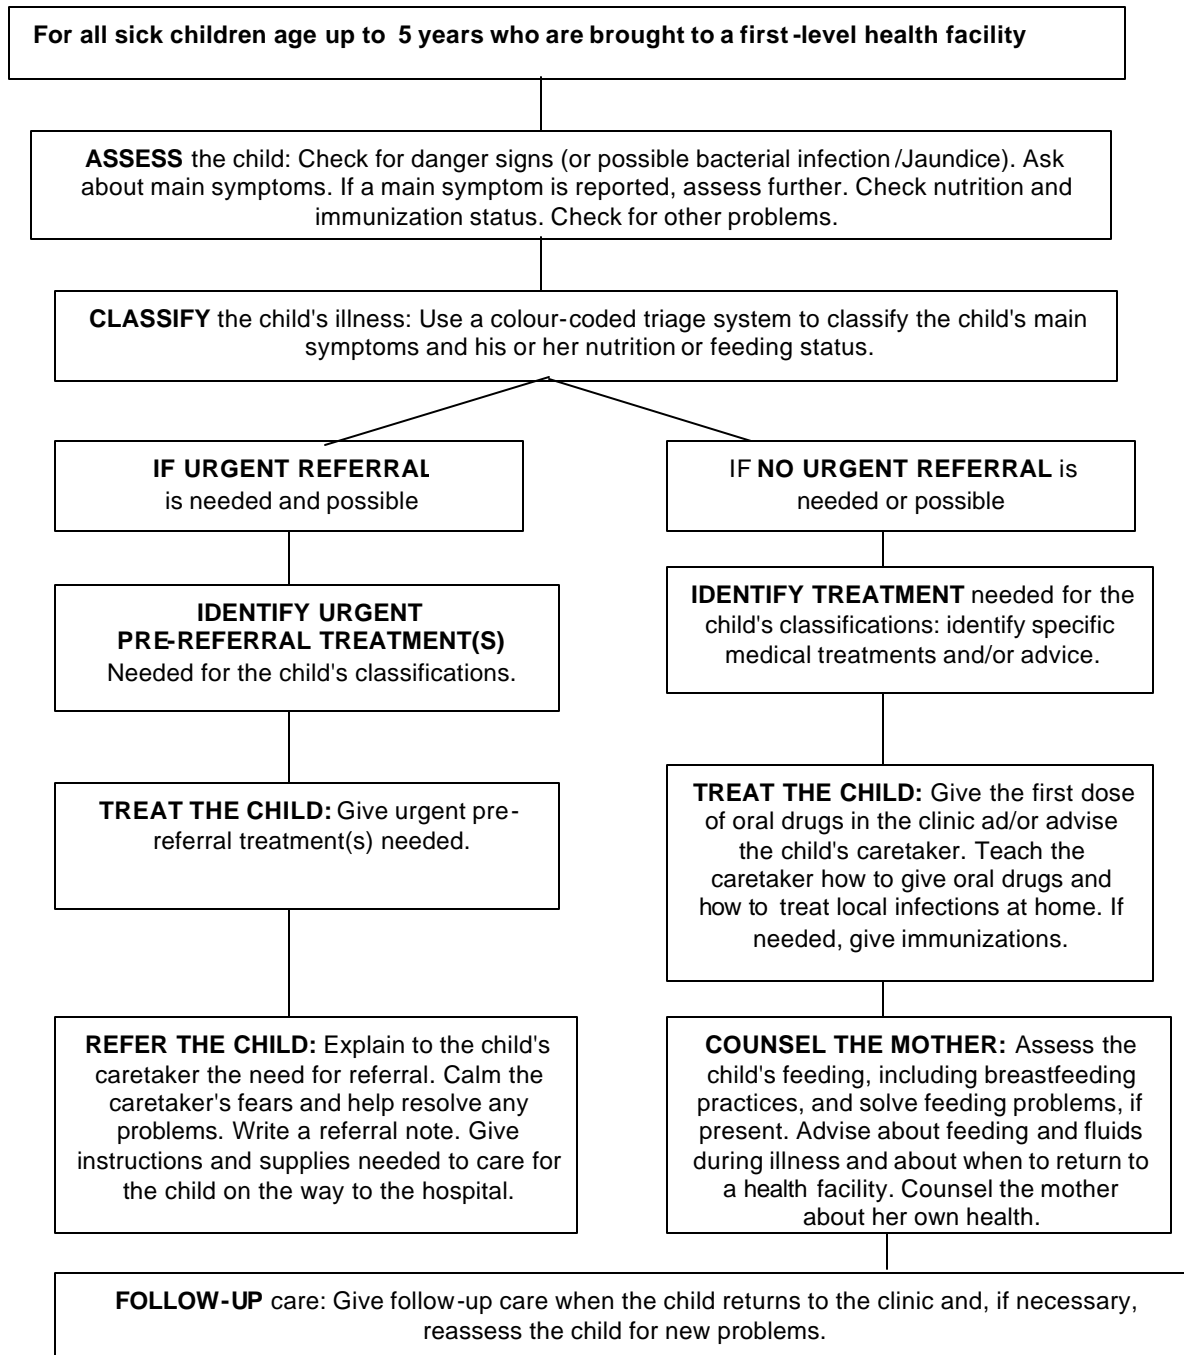 For all sick children age up to 5 years who are brought to a first-level health facility
ASSESS the child: Check for danger signs (or possible bacterial infection/Jaundice). Ask
about main symptoms. If a main symptom is reported, assess further. Check nutrition and
immunization status. Check for other problems.
CLASSIFY the child's illness: Use a colour-coded triage system to classify the child's main
symptoms and his or her nutrition or feeding status.
IF URGENT REFERRAL
is needed and possible
IDENTIFY URGENT
PRE-REFERRAL TREATMENT(S)
Needed for the child's classifications.
TREAT THE CHILD: Give urgent pre-
referral treatment(s) needed.
REFER THE CHILD: Explain to the child's
caretaker the need for referral. Calm the
caretaker's fears and help resolve any
problems. Write a referral note. Give
instructions and supplies needed to care for
the child on the way to the hospital.
IF NO URGENT REFERRAL is
needed or possible
IDENTIFY TREATMENT needed for the
child's classifications: identify specific
medical treatments and/or advice.
TREAT THE CHILD: Give the first dose
of oral drugs in the clinic ad/or advise
the child's caretaker. Teach the
caretaker how to give oral drugs and
how to treat local infections at home. If
needed, give immunizations.
COUNSEL THE MOTHER: Assess the
child's feeding, including breastfeeding
practices, and solve feeding problems, if
present. Advise about feeding and fluids
during illness and about when to return to
a health facility. Counsel the mother
about her own health.
FOLLOW-UP care: Give follow-up care when the child returns to the clinic and, if necessary,
reassess the child for new problems.